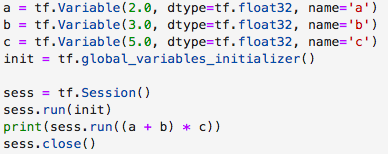 a = tf.Variable(2.0, dtype=tf.float32, name='a')
b = tf.Variable(3.0, dtype=tf.float32, name='b')
c = tf.Variable(5.0, dtype=tf.float32, name='c')
init = tf.global_variables_initializer()
sess = tf.Session()
sess.run(init)
print(sess.run((a + b) * c))
sess.close()